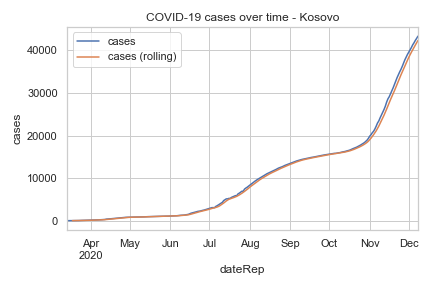 COVID-19 cases over time - Kosovo
cases
cases (rolling)
40000
30000
20000
10000
0
cases
Apr May Jun Jul Aug Sep Oct Nov Dec
2020
dateRep